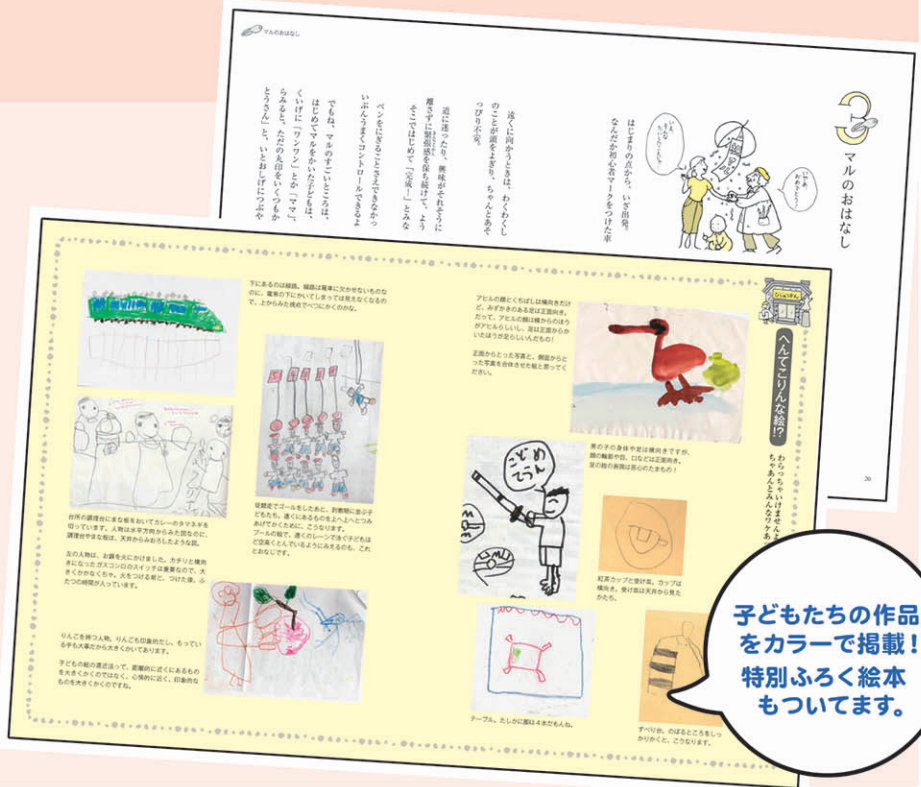 マルのおはなし
3 マルのおはなし
いやあ、
おめでとう!
はじまりの点から、いざ出発。
なんだか初心者マークをつけた車
遠くに向かうときは、わくわくし
のことが頭をよぎり、ちゃんとあそ
っぴり不安。
道に迷ったり、興味がそれそうに
離さずに緊張感を保ち続けて、よう
そこではじめて「完成!」とみな
ペンをにぎることさえできなかっ
いぶんうまくコントロールできるよ
でもね、マルのすごいところは、
はじめてマルをかいた子どもは、
くいげに「ワンワン」とか「ママ」、
らみると、ただの丸印をいくつもか
とうさん」と、いとおしげにつぶや
30
へんてこりんな絵!?
わらっちゃいけませんよ
ちゃあんとみんなワケあっ
アヒルの顔とくちばしは横向きだけ
ど、みずかきのある足は正面向き。
だって、アヒルの顔は横からのほう
がアヒルらしいし、足は正面からか
いたほうが足らしいんだもの!
正面からとった写真と、側面からと
った写真を合体させた絵と思ってく
ださい。
男の子の身体や足は横向きですが、
顔の輪郭や目、口などは正面向き。
足の指の表現は苦心のたまもの!
紅茶カップと受け皿。カップは
横向き。受け皿は天井から見た
かたち。
テーブル。たしかに脚は4本だもんね。
すべり台。のぼるところをしっ
かりかくと、こうなります。
下にあるのは線路。線路は電車に欠かせないものな
のに、電車の下にかいてしまっては見えなくなるの
で、上からみた視点でべつにかくのかな。
徒競走でゴールをしたあと、到着順に並ぶ子
どもたち。遠くにあるものを上へ上へとつみ
あげてかくために、こうなります。
プールの絵で、遠くのレーンで泳ぐ子どもほ
ど空高くとんでいるようにみえるのも、これ
とおなじです。
台所の調理台にまな板をおいてカレーのタマネギを
切っています。人物は水平方向からみた図なのに、
調理台やまな板は、天井からみおろしたような図。
左の人物は、お鍋を火にかけました。カチリと横向
きになったガスコンロのスイッチは重要なので、大
きくかかなくちゃ。火をつける前と、つけた後、ふ
たつの時間が入っています。
りんごを持つ人物。りんごも印象的だし、もってい
る手も大事だから大きくかいてあります。
子どもの絵の遠近法って、距離的に近くにあるもの
を大きくかくのではなく、心情的に近く、印象的な
ものを大きくかくのですね。
子どもたちの作品
をカラーで掲載!
特別ふろく絵本
もついてます。